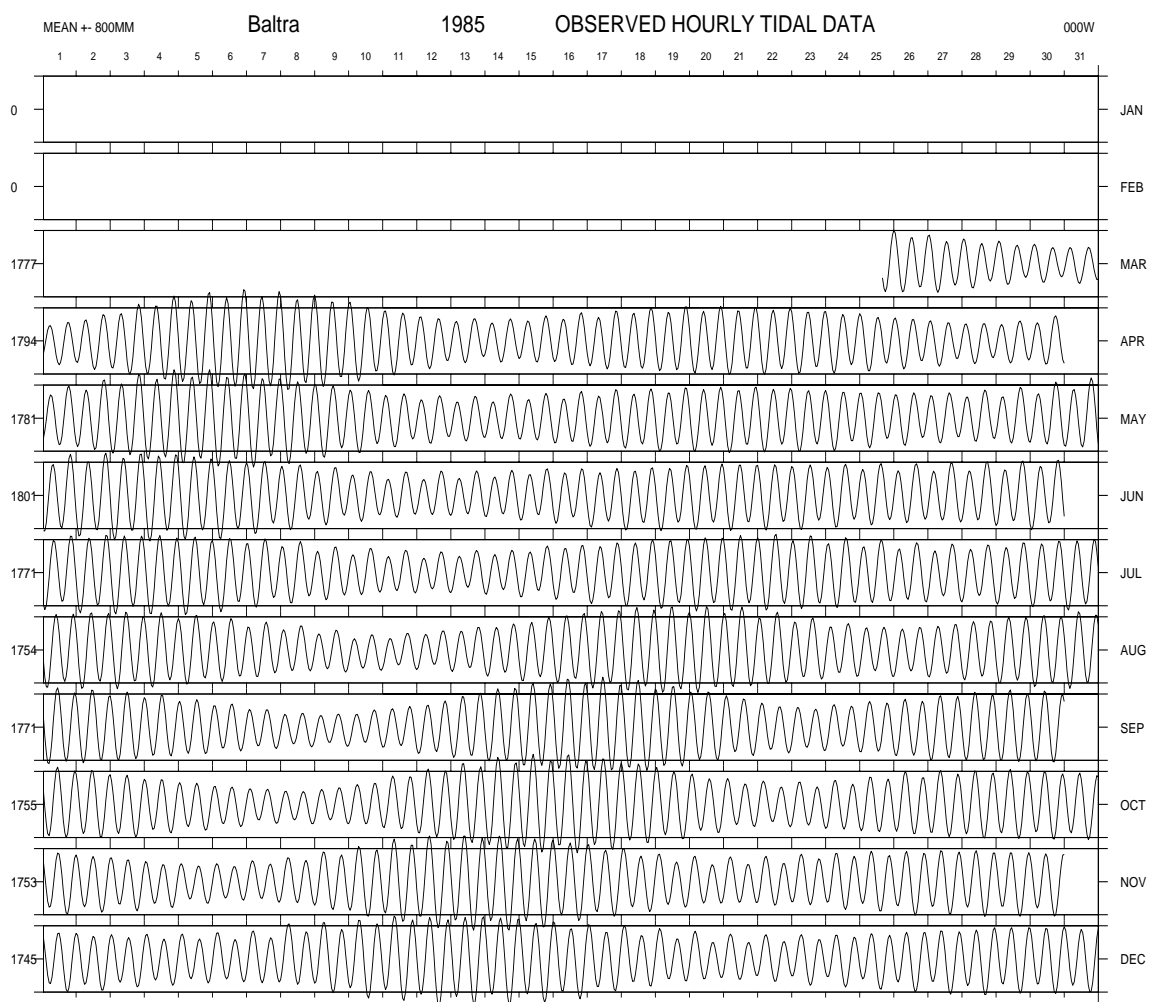 MEAN +- 800MM Baltra 1985 OBSERVED HOURLY TIDAL DATA 000W
1 2 3 4 5 6 7 8 9 10 11 12 13 14 15 16 17 18 19 20 21 22 23 24 25 26 27 28 29 30 31
0 JAN
0 FEB
1777 MAR
1794 APR
1781 MAY
1801 JUN
1771 JUL
1754 AUG
1771 SEP
1755 OCT
1753 NOV
1745 DEC